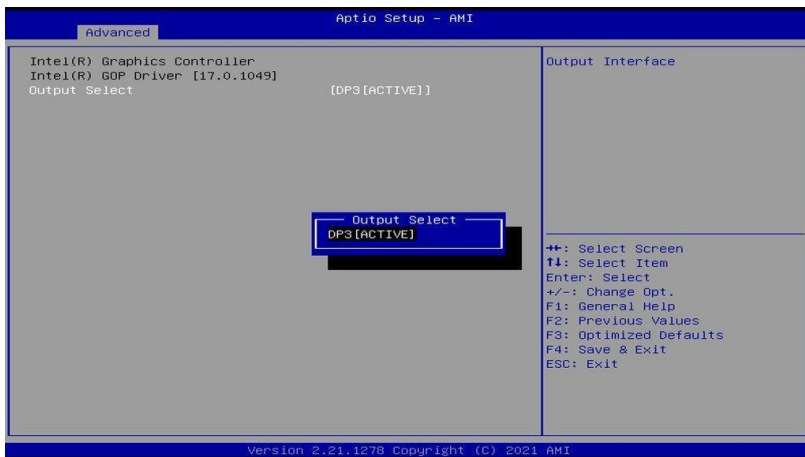 Aptio Setup – AMI
Advanced
Intel(R) Graphics Controller
Intel(R) GOP Driver [17.0.1049]
Output Select [DP3[ACTIVE]]
Output Interface
Output Select
DP3[ACTIVE]
→←: Select Screen
↑↓: Select Item
Enter: Select
+/-: Change Opt.
F1: General Help
F2: Previous Values
F3: Optimized Defaults
F4: Save & Exit
ESC: Exit
Version 2.21.1278 Copyright (C) 2021 AMI